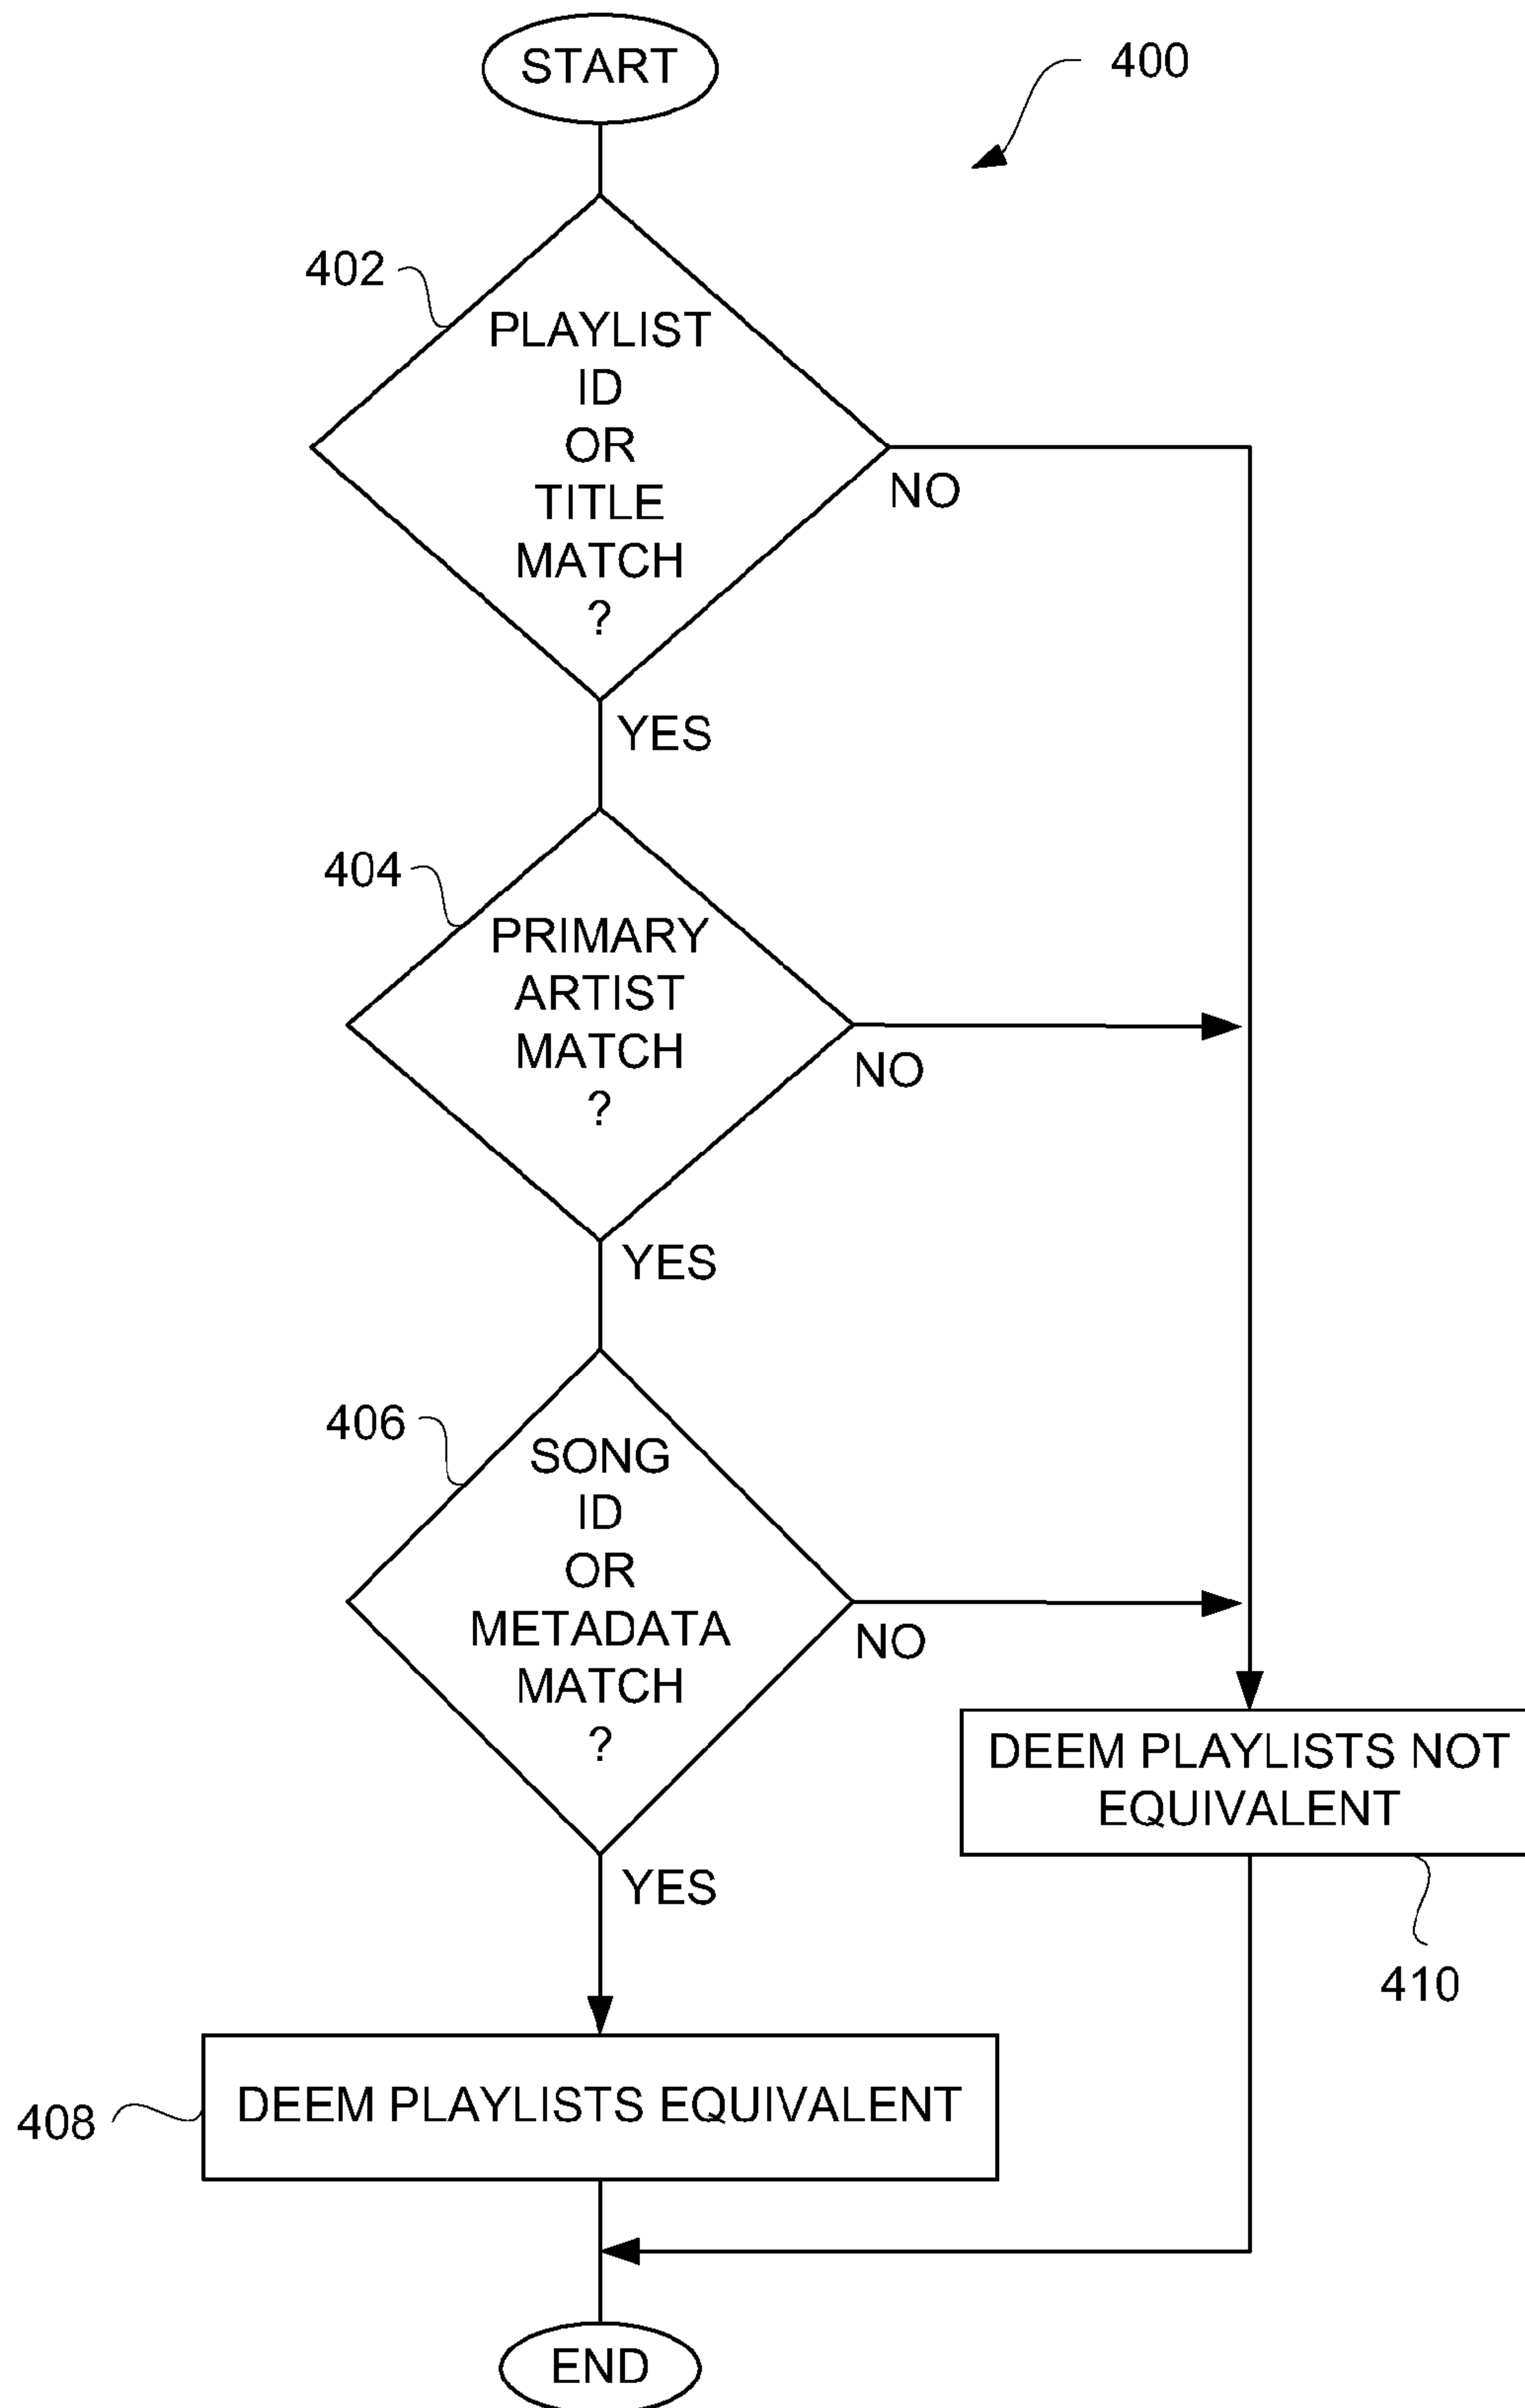 START
400
402
PLAYLIST
ID
OR
TITLE
MATCH
?
NO
YES
404
PRIMARY
ARTIST
MATCH
?
NO
YES
406
SONG
ID
OR
METADATA
MATCH
?
NO
YES
DEEM PLAYLISTS NOT
EQUIVALENT
410
408
DEEM PLAYLISTS EQUIVALENT
END